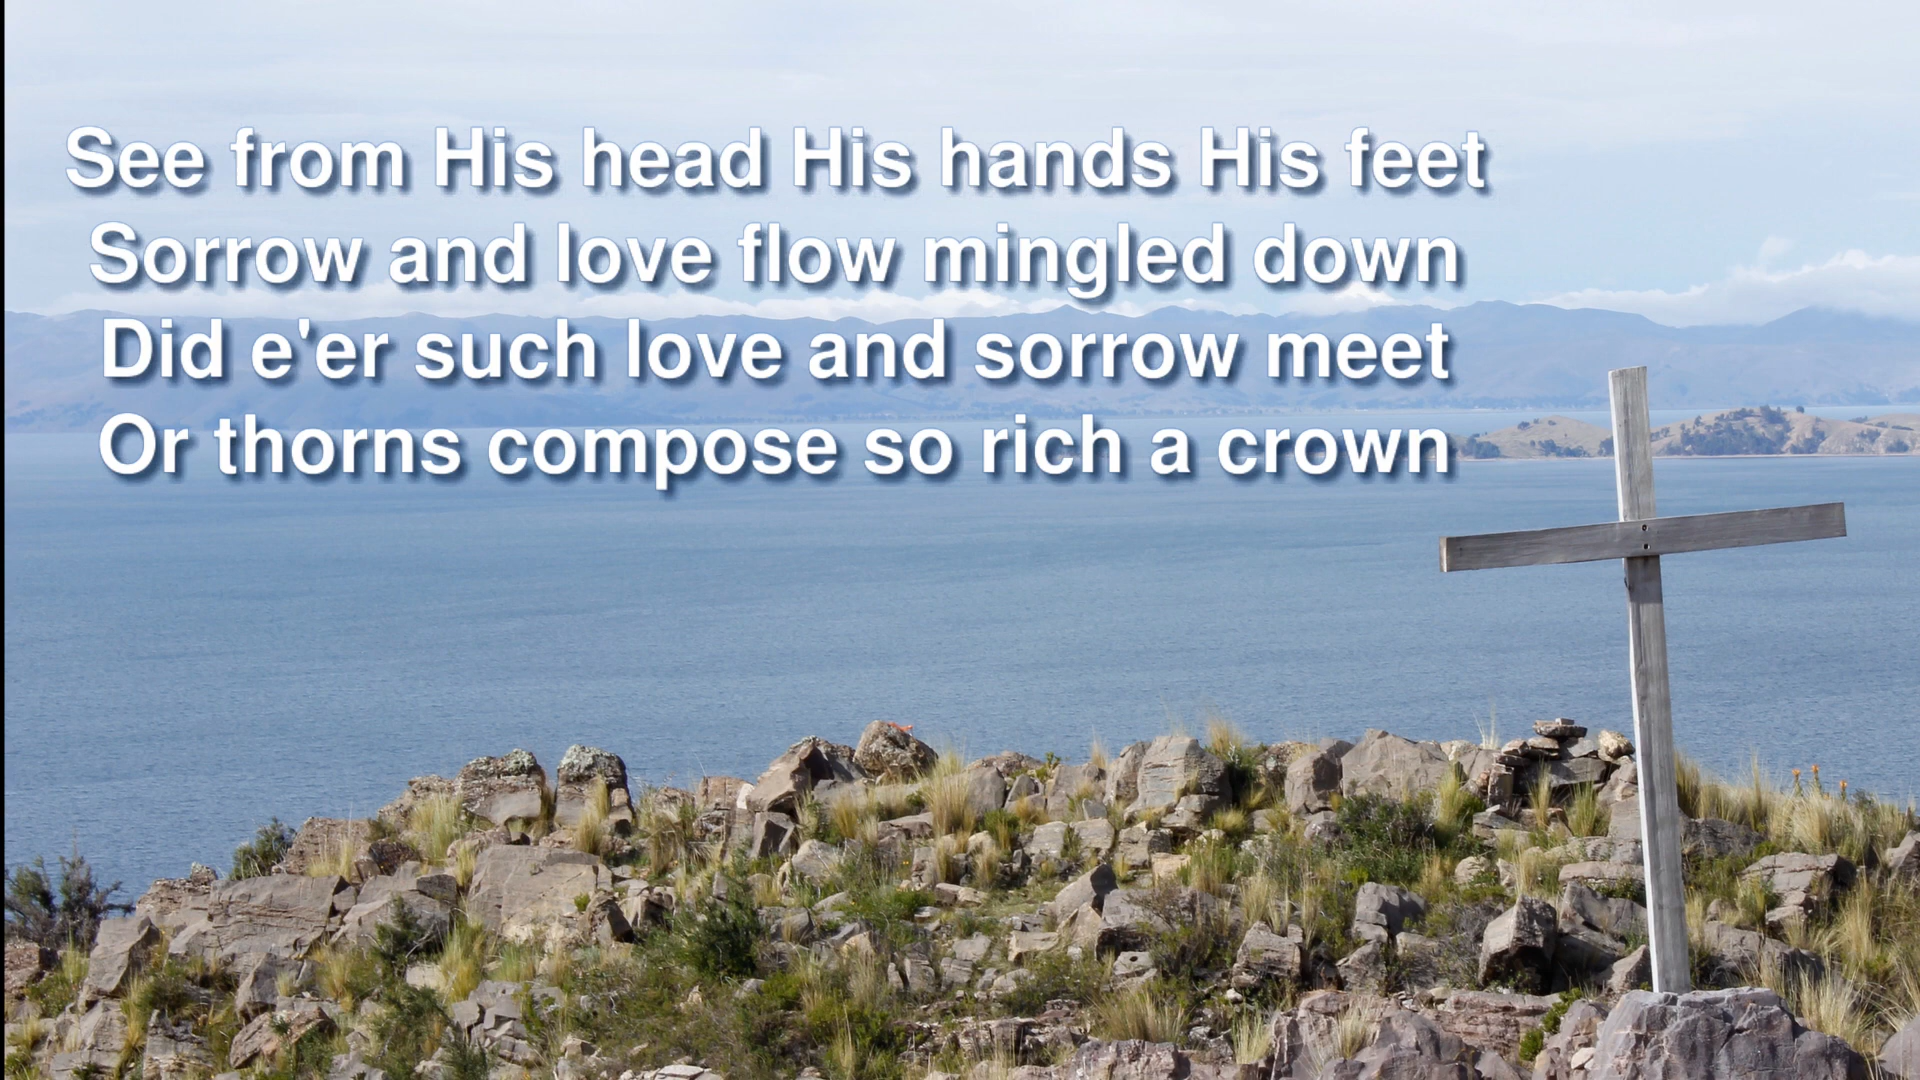 See from His head His hands His feet
Sorrow and love flow mingled down
Did e'er such love and sorrow meet
Or thorns compose so rich a crown